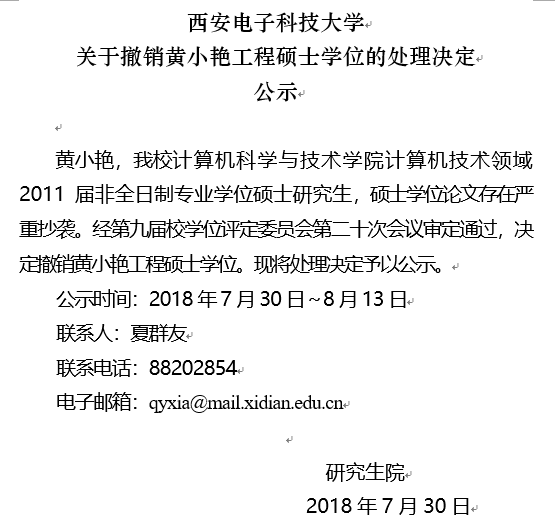 西安电子科技大学
关于撤销黄小艳工程硕士学位的处理决定
公示
黄小艳，我校计算机科学与技术学院计算机技术领域
2011 届非全日制专业学位硕士研究生，硕士学位论文存在严
重抄袭。经第九届校学位评定委员会第二十次会议审定通过，决
定撤销黄小艳工程硕士学位。现将处理决定予以公示。
公示时间：2018 年 7 月 30 日~8 月 13 日
联系人：夏群友
联系电话：88202854
电子邮箱：qyxia@mail.xidian.edu.cn
研究生院
2018 年 7 月 30 日